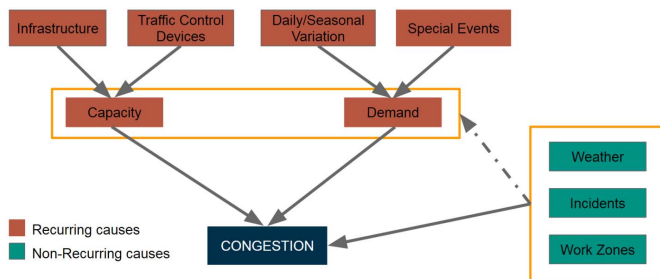 Infrastructure
Traffic Control
Devices
Daily/Seasonal
Variation
Special Events
Capacity
Demand
Weather
Incidents
Work Zones
CONGESTION
Recurring causes
Non-Recurring causes